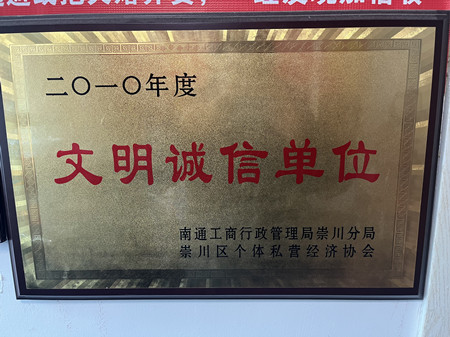 二〇一〇年度
文明诚信单位
南通工商行政管理局崇川分局
崇川区个体私营经济协会